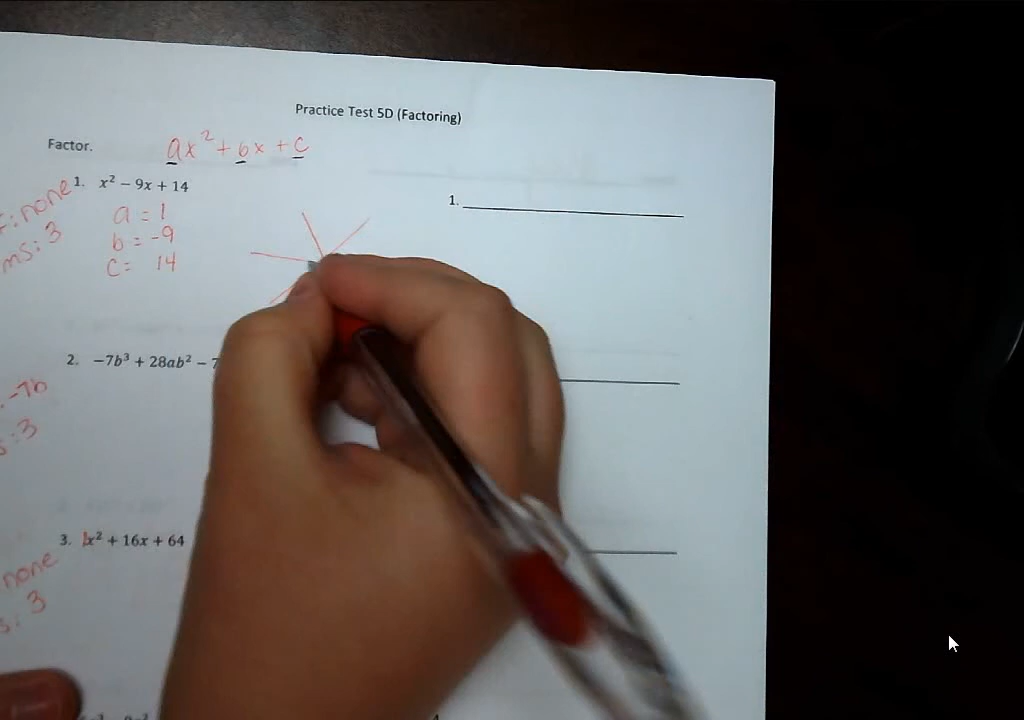 Practice Test 5D (Factoring)
Factor.
ax² + bx + c
1. x² − 9x + 14
1.
: none
ms: 3
a = 1
b = -9
c = 14
2. −7b³ + 28ab² − 7
-7b
s: 3
3. x² + 16x + 64
none
s: 3